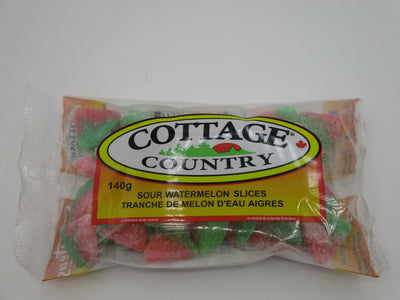 COTTAGE
COUNTRY
140g
SOUR WATERMELON SLICES
TRANCHE DE MELON D'EAU AIGRES